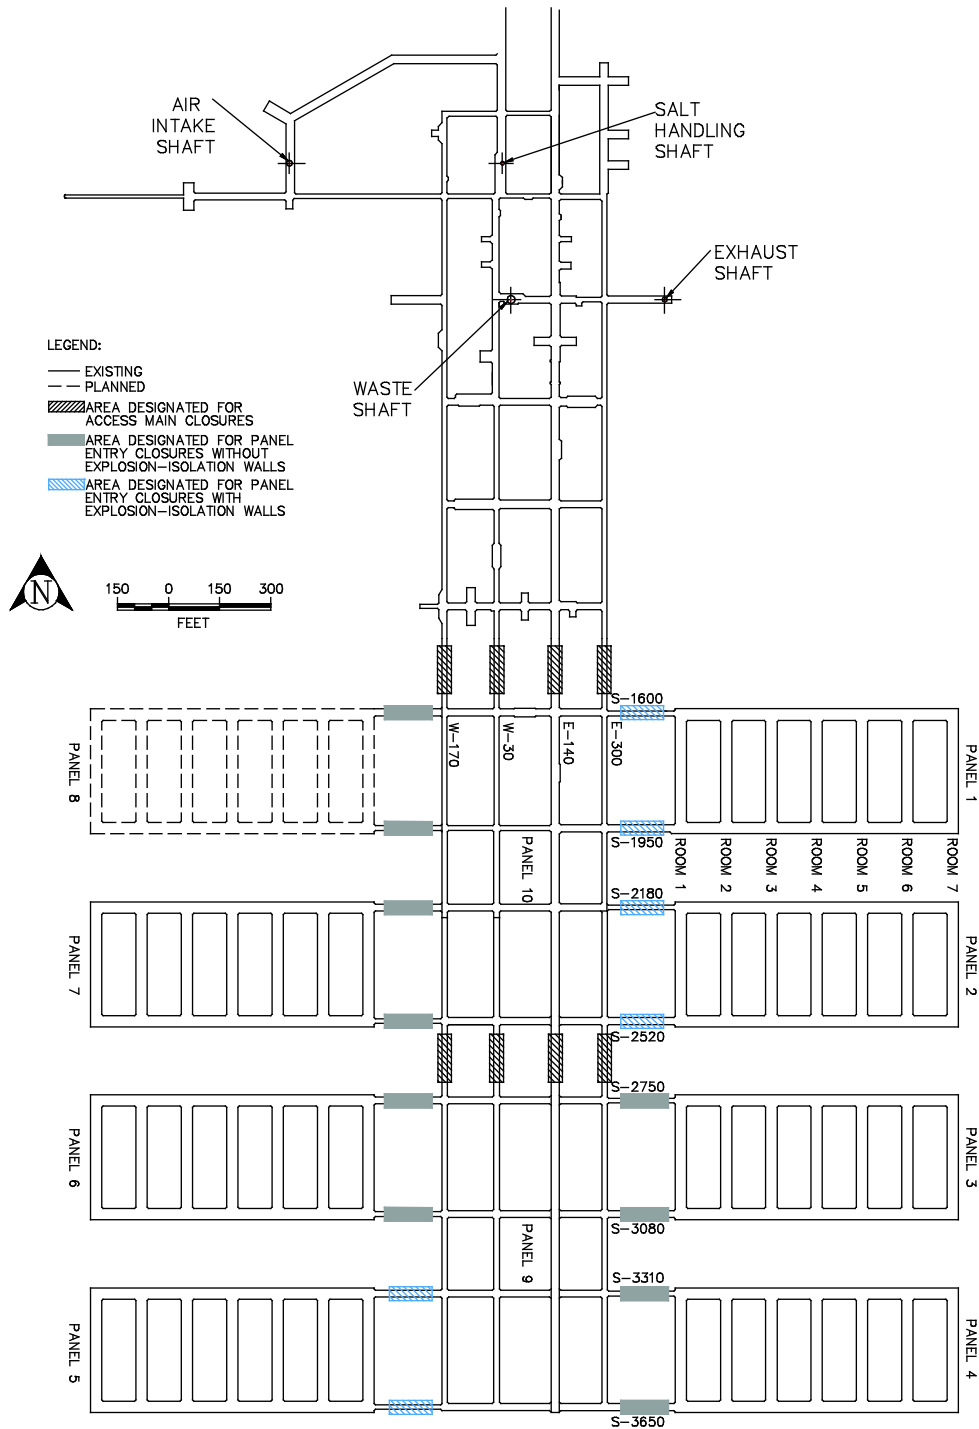 AIR
INTAKE
SHAFT
SALT
HANDLING
SHAFT
EXHAUST
SHAFT
WASTE
SHAFT
LEGEND:
EXISTING
PLANNED
AREA DESIGNATED FOR
ACCESS MAIN CLOSURES
AREA DESIGNATED FOR PANEL
ENTRY CLOSURES WITHOUT
EXPLOSION-ISOLATION WALLS
AREA DESIGNATED FOR PANEL
ENTRY CLOSURES WITH
EXPLOSION-ISOLATION WALLS
N
150 0 150 300
FEET
S-1600
W-170
W-30
E-140
E-300
PANEL 8
PANEL 1
S-1950
PANEL 10
ROOM 1
ROOM 2
ROOM 3
ROOM 4
ROOM 5
ROOM 6
ROOM 7
S-2180
PANEL 7
PANEL 2
S-2520
S-2750
PANEL 6
PANEL 3
S-3080
PANEL 9
S-3310
PANEL 5
PANEL 4
S-3650